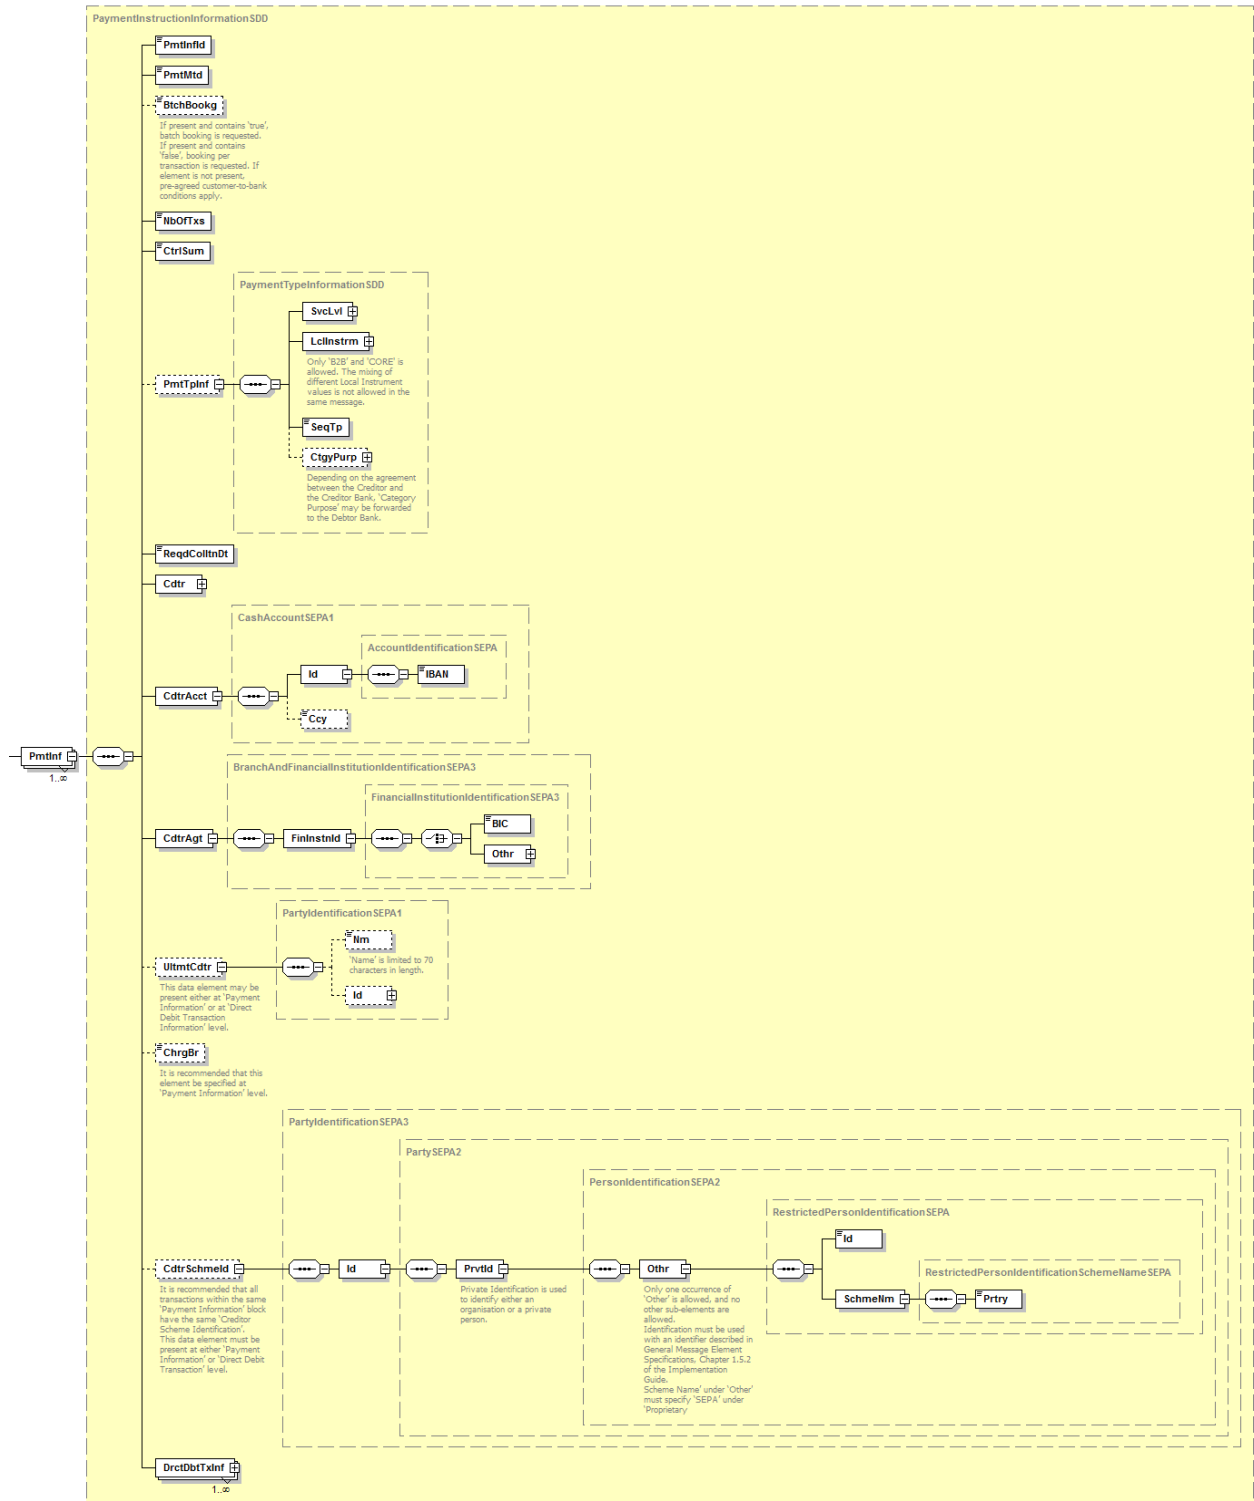 PaymentInstructionInformationSDD
PmtInfId
PmtMtd
BtchBookg
If present and contains 'true',
batch booking is requested.
If present and contains
'false', booking per
transaction is requested. If
element is not present,
pre-agreed customer-to-bank
conditions apply.
NbOfTxs
CtrlSum
PaymentTypeInformationSDD
SvcLvl
LclInstrm
Only 'B2B' and 'CORE' is
allowed. The mixing of
different Local Instrument
values is not allowed in the
same message.
PmtTpInf
SeqTp
CtgyPurp
Depending on the agreement
between the Creditor and
the Creditor Bank, 'Category
Purpose' may be forwarded
to the Debtor Bank.
ReqdColltnDt
Cdtr
CashAccountSEPA1
AccountIdentificationSEPA
Id
IBAN
CdtrAcct
Ccy
PmtInf
1..∞
BranchAndFinancialInstitutionIdentificationSEPA3
FinancialInstitutionIdentificationSEPA3
BIC
CdtrAgt
FinInstnId
Othr
PartyIdentificationSEPA1
Nm
'Name' is limited to 70
characters in length.
UltmtCdtr
Id
This data element may be
present either at 'Payment
Information' or at 'Direct
Debit Transaction
Information' level.
ChrgBr
It is recommended that this
element be specified at
'Payment Information' level.
PartyIdentificationSEPA3
PartySEPA2
PersonIdentificationSEPA2
RestrictedPersonIdentificationSEPA
Id
CdtrSchmeId
Id
PrvtId
Othr
RestrictedPersonIdentificationSchemeNameSEPA
SchmeNm
Prtry
It is recommended that all
transactions within the same
'Payment Information' block
have the same 'Creditor
Scheme Identification'.
This data element must be
present at either 'Payment
Information' or 'Direct Debit
Transaction' level.
Private Identification is used
to identify either an
organisation or a private
person.
Only one occurrence of
'Other' is allowed, and no
other sub-elements are
allowed.
Identification must be used
with an identifier described in
General Message Element
Specifications, Chapter 1.5.2
of the Implementation
Guide.
Scheme Name' under 'Other'
must specify 'SEPA' under
'Proprietary
DrctDbtTxInf
1..∞